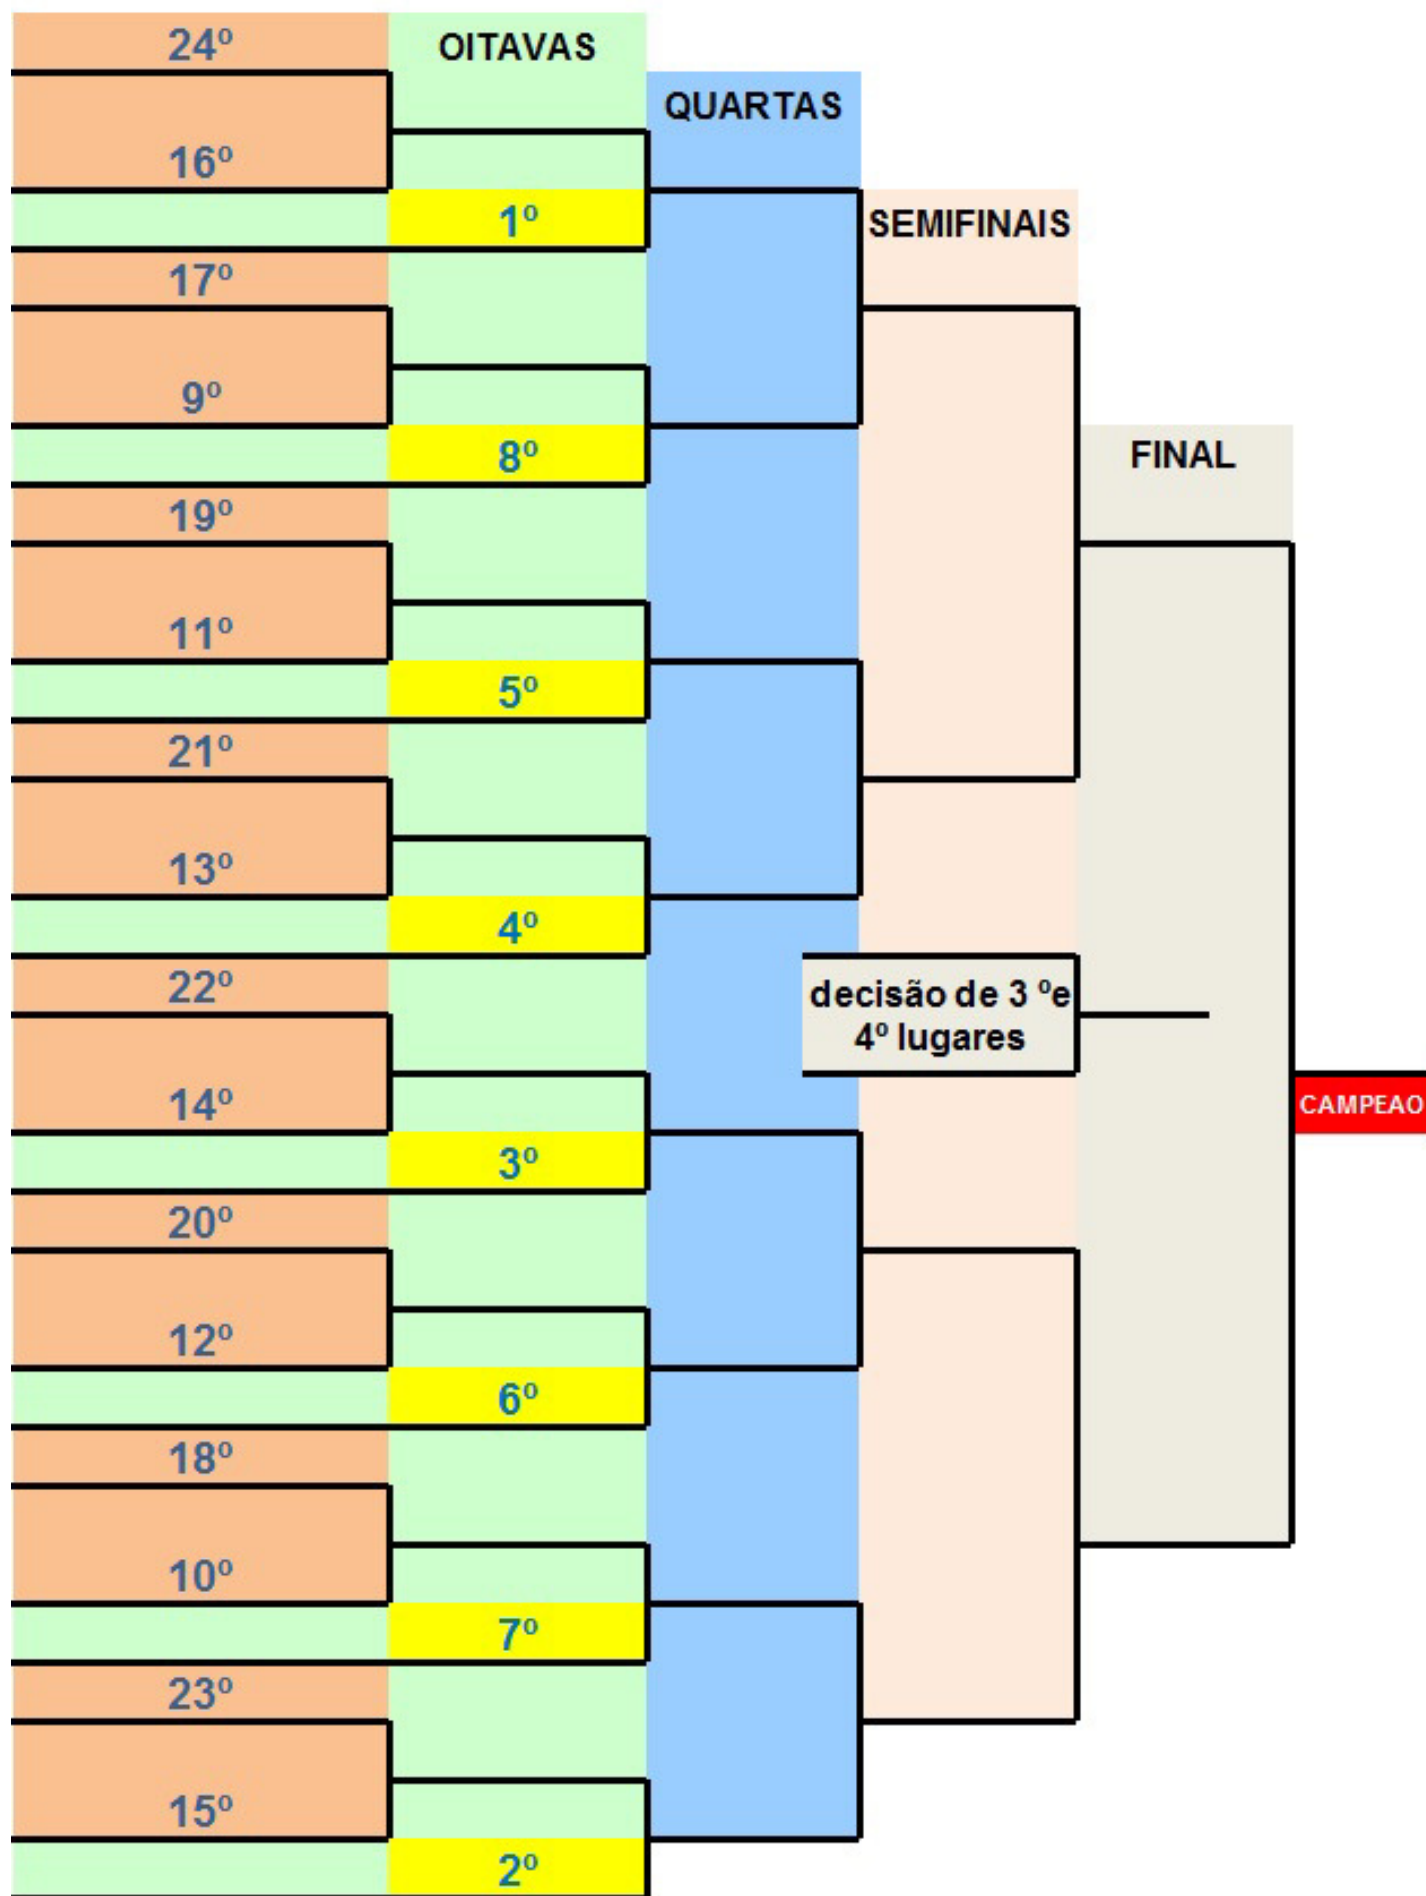 24º
OITAVAS
QUARTAS
16º
1º
SEMIFINAIS
17º
9º
8º
FINAL
19º
11º
5º
21º
13º
4º
22º
decisão de 3 ºe
4º lugares
14º
CAMPEAO
3º
20º
12º
6º
18º
10º
7º
23º
15º
2º